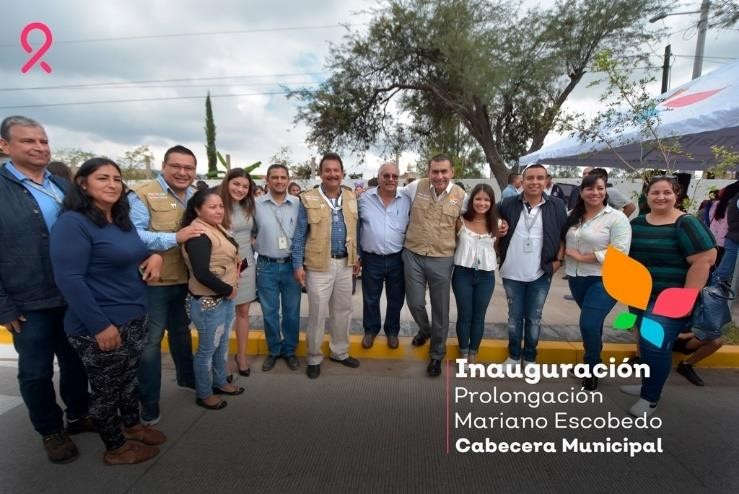 Inauguración
Prolongación
Mariano Escobedo
Cabecera Municipal